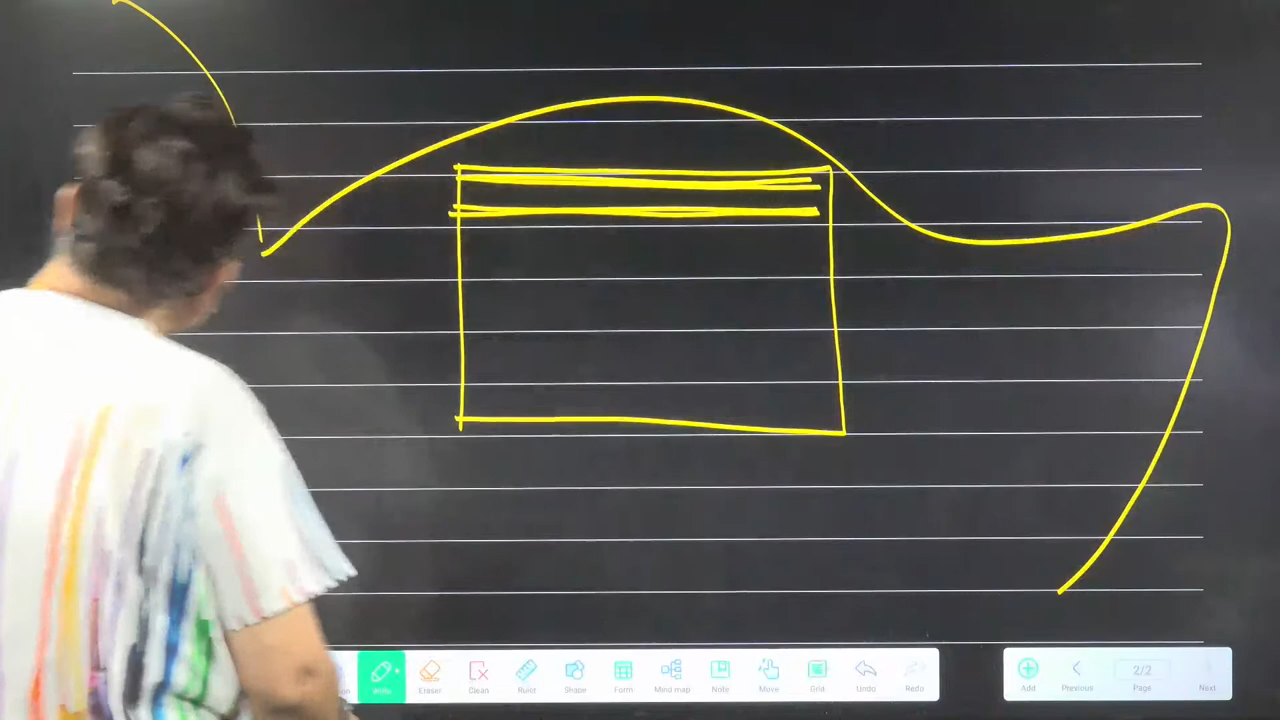 Write Eraser Clean Ruler Shape Form Mind map Note Move Grid Undo Redo
Add Previous 2/2 Page Next